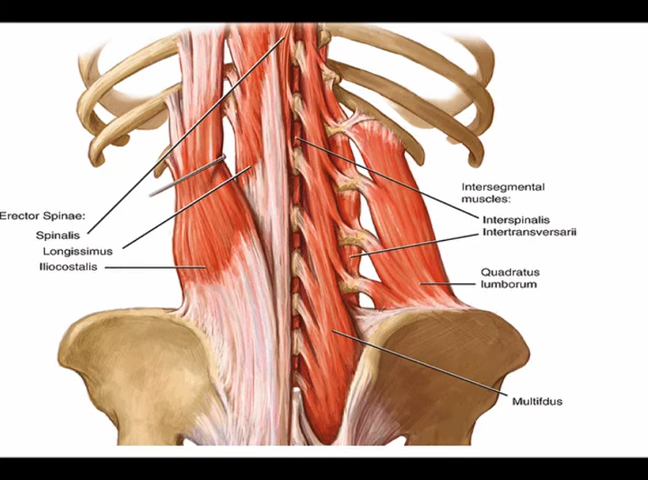 Erector Spinae:
Spinalis
Longissimus
Iliocostalis
Intersegmental
muscles:
Interspinalis
Intertransversarii
Quadratus
lumborum
Multifdus